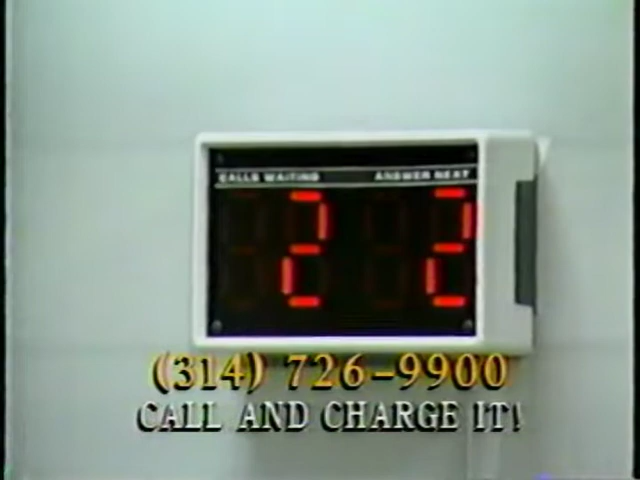 CALLS WAITING ANSWER NEXT
2 2
(314) 726-9900
CALL AND CHARGE IT!